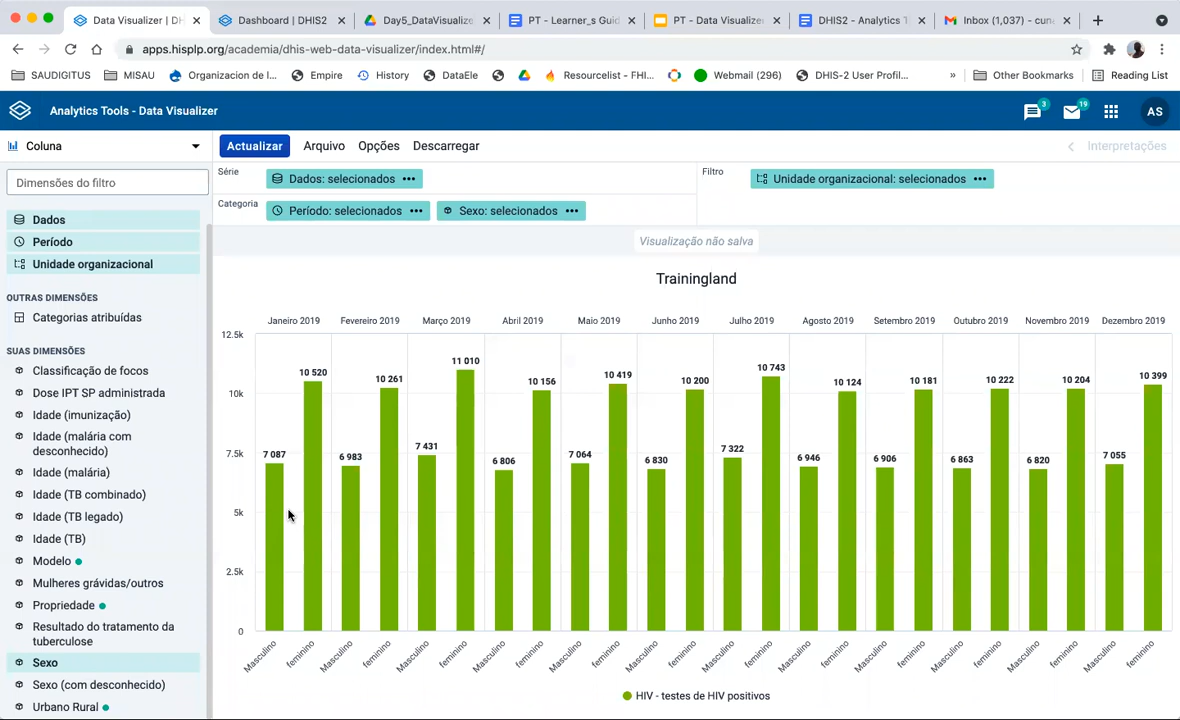 Data Visualizer | DH
Dashboard | DHIS2
Day5_DataVisualize
PT - Learner_s Guid
PT - Data Visualize
DHIS2 - Analytics T
Inbox (1,037) - cun
apps.hisplp.org/academia/dhis-web-data-visualizer/index.html#/
SAUDIGITUS
MISAU
Organizacion de l...
Empire
History
DataEle
Resourcelist - FHI...
Webmail (296)
DHIS-2 User Profil...
»
Other Bookmarks
Reading List
Analytics Tools - Data Visualizer
3
19
AS
Coluna
Actualizar
Arquivo
Opções
Descarregar
Interpretações
Dimensões do filtro
Série
Dados: selecionados
Filtro
Unidade organizacional: selecionados
Categoria
Período: selecionados
Sexo: selecionados
Dados
Período
Unidade organizacional
OUTRAS DIMENSÕES
Categorias atribuídas
SUAS DIMENSÕES
Classificação de focos
Dose IPT SP administrada
Idade (imunização)
Idade (malária com
desconhecido)
Idade (malária)
Idade (TB combinado)
Idade (TB legado)
Idade (TB)
Modelo
Mulheres grávidas/outros
Propriedade
Resultado do tratamento da
tuberculose
Sexo
Sexo (com desconhecido)
Urbano Rural
Visualização não salva
Trainingland
Janeiro 2019
Fevereiro 2019
Março 2019
Abril 2019
Maio 2019
Junho 2019
Julho 2019
Agosto 2019
Setembro 2019
Outubro 2019
Novembro 2019
Dezembro 2019
12.5k
10k
7.5k
5k
2.5k
0
7 087
10 520
6 983
10 261
7 431
11 010
6 806
10 156
7 064
10 419
6 830
10 200
7 322
10 743
6 946
10 124
6 906
10 181
6 863
10 222
6 820
10 204
7 055
10 399
Masculino
feminino
Masculino
feminino
Masculino
feminino
Masculino
feminino
Masculino
feminino
Masculino
feminino
Masculino
feminino
Masculino
feminino
Masculino
feminino
Masculino
feminino
Masculino
feminino
Masculino
feminino
HIV - testes de HIV positivos